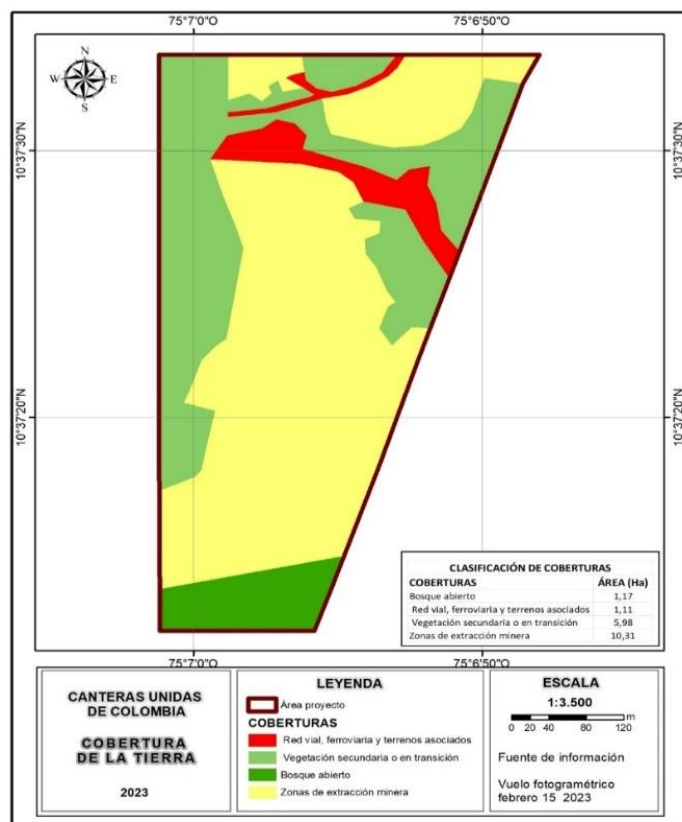 75°7'0"O
75°6'50"O
N
W
E
S
10°37'30"N
10°37'30"N
10°37'20"N
10°37'20"N
CLASIFICACIÓN DE COBERTURAS
COBERTURAS ÁREA (Ha)
Bosque abierto 1,17
Red vial, ferroviaria y terrenos asociados 1,11
Vegetación secundaria o en transición 5,98
Zonas de extracción minera 10,31
75°7'0"O
75°6'50"O
CANTERAS UNIDAS
DE COLOMBIA
COBERTURA
DE LA TIERRA
2023
LEYENDA
Área proyecto
COBERTURAS
Red vial, ferroviaria y terrenos asociados
Vegetación secundaria o en transición
Bosque abierto
Zonas de extracción minera
ESCALA
1:3.500
0 20 40 80 120 m
Fuente de información
Vuelo fotogramétrico
febrero 15 2023